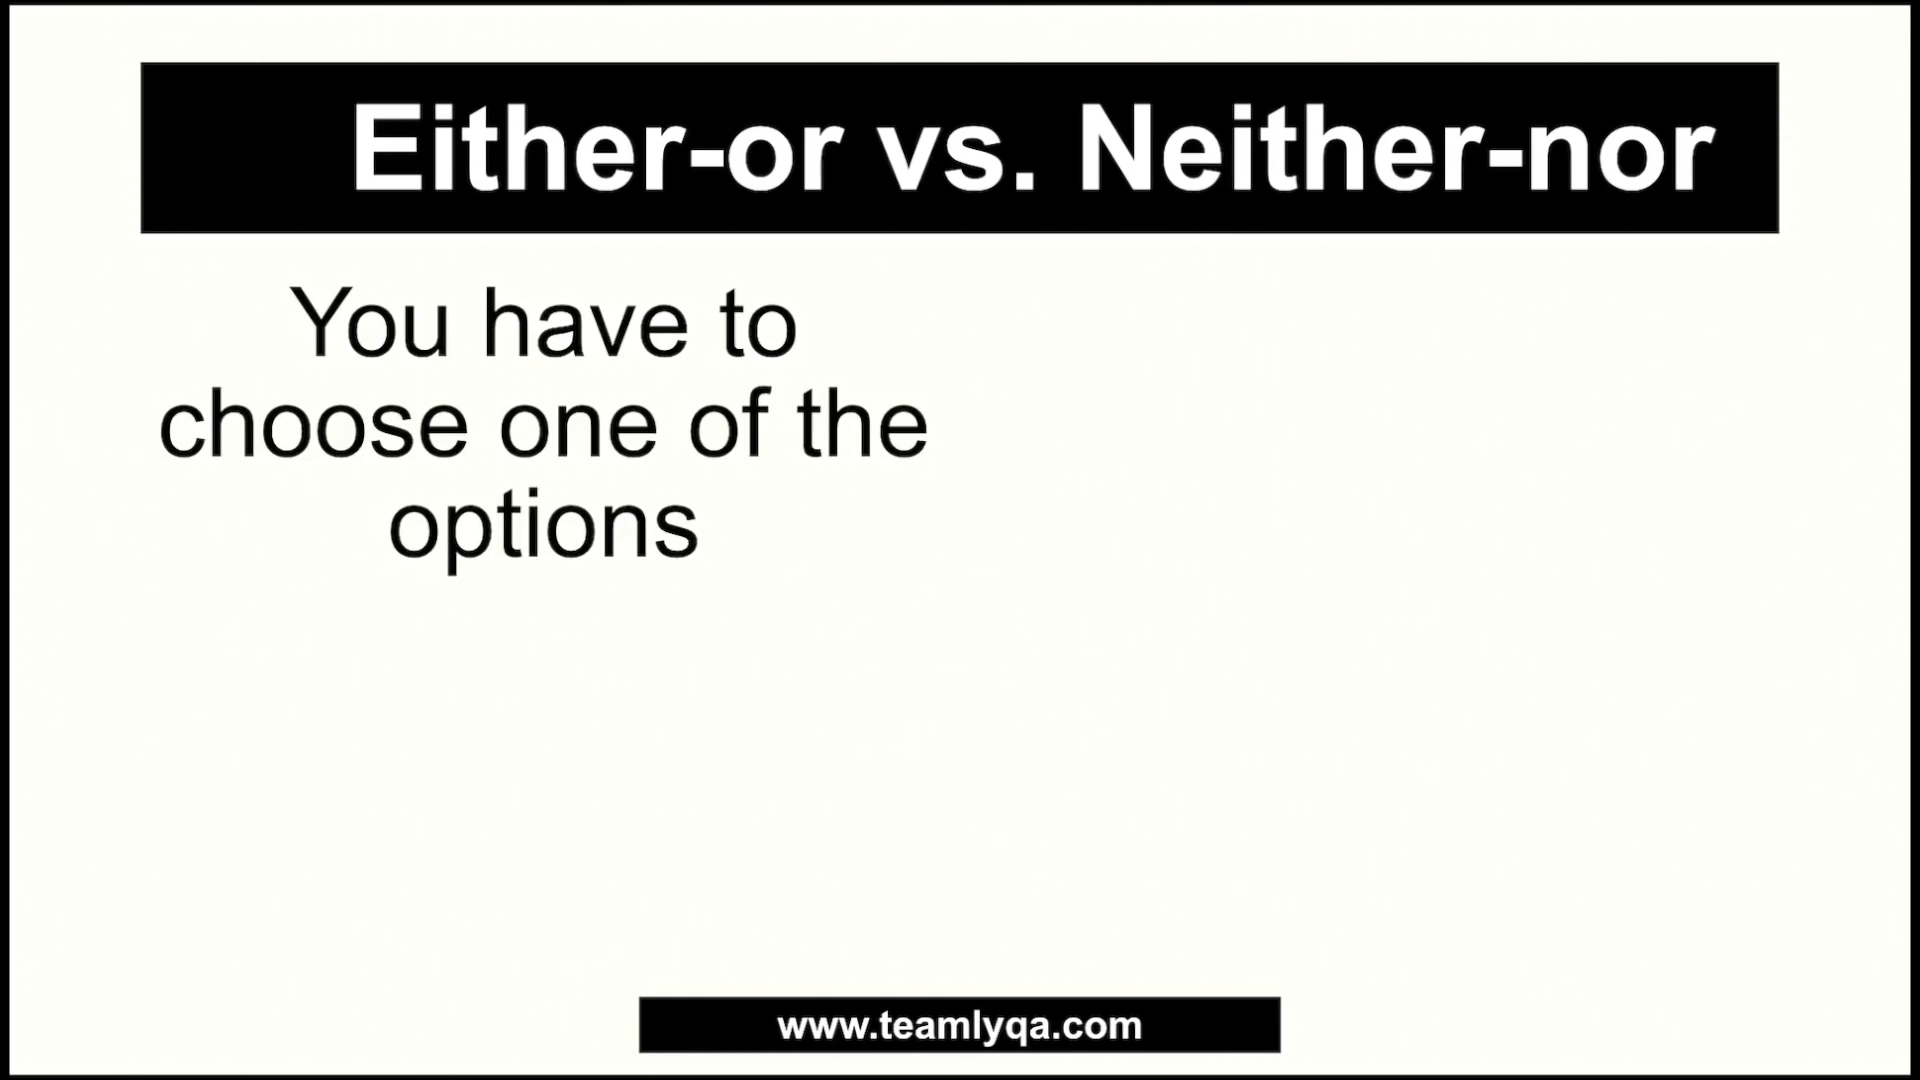 Either-or vs. Neither-nor
You have to
choose one of the
options
www.teamlyqa.com